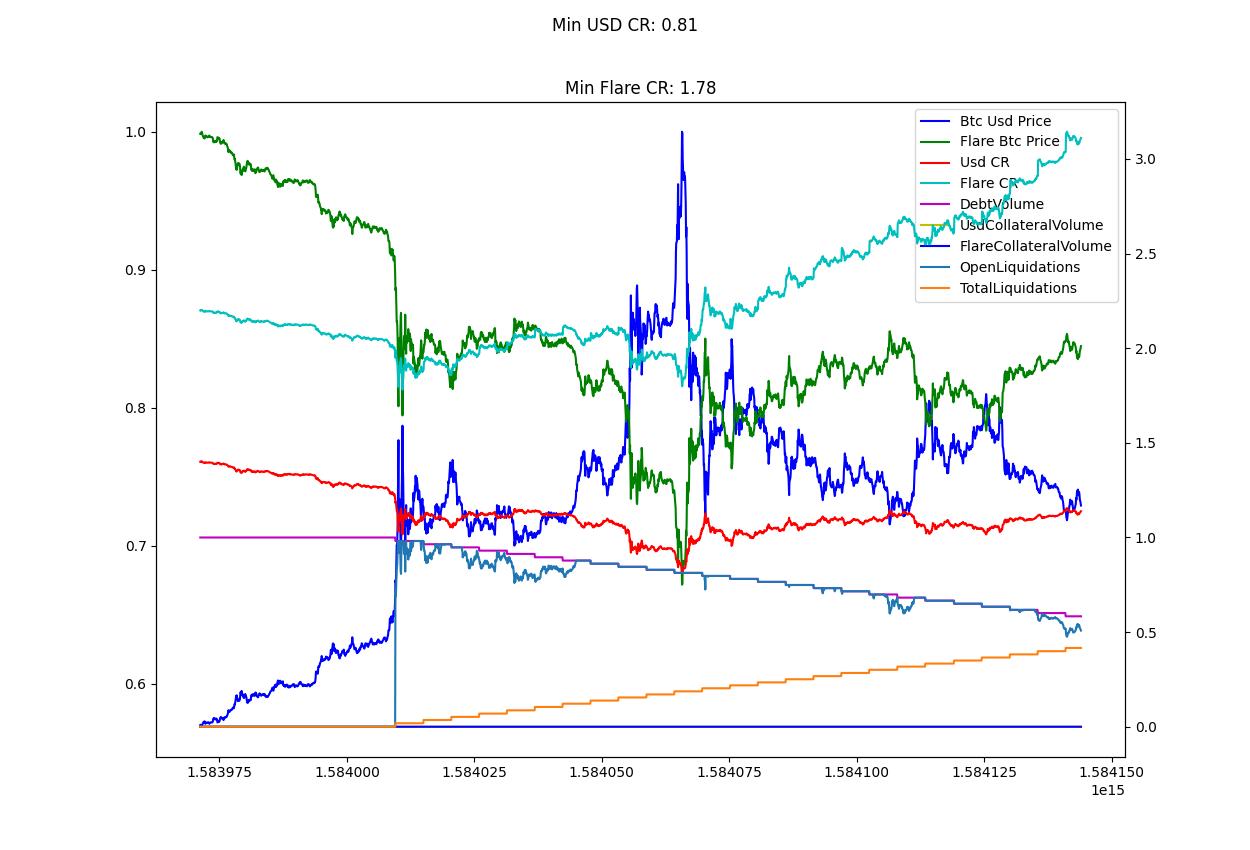 Min USD CR: 0.81
Min Flare CR: 1.78
1.0
0.9
0.8
0.7
0.6
Btc Usd Price
Flare Btc Price
Usd CR
Flare CR
DebtVolume
UsdCollateralVolume
FlareCollateralVolume
OpenLiquidations
TotalLiquidations
3.0
2.5
2.0
1.5
1.0
0.5
0.0
1.583975 1.584000 1.584025 1.584050 1.584075 1.584100 1.584125 1.584150
1e15